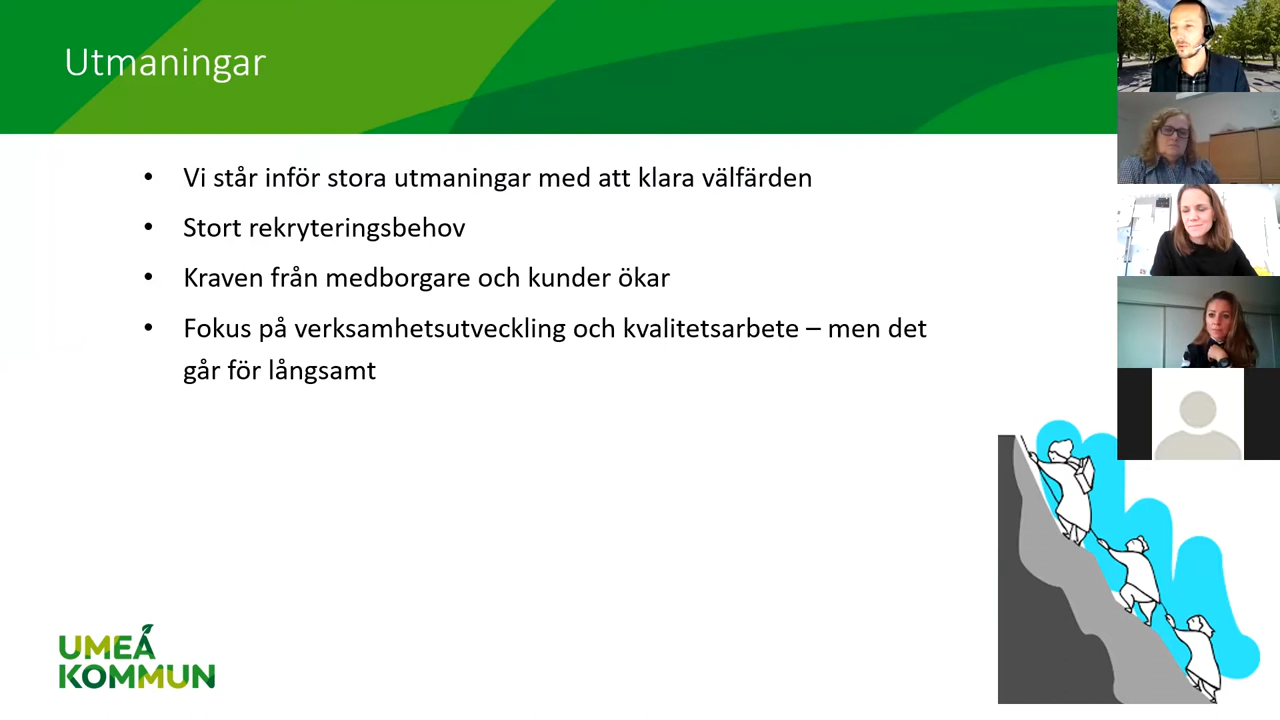 Utmaningar
• Vi står inför stora utmaningar med att klara välfärden
• Stort rekryteringsbehov
• Kraven från medborgare och kunder ökar
• Fokus på verksamhetsutveckling och kvalitetsarbete – men det
går för långsamt
UMEÅ
KOMMUN